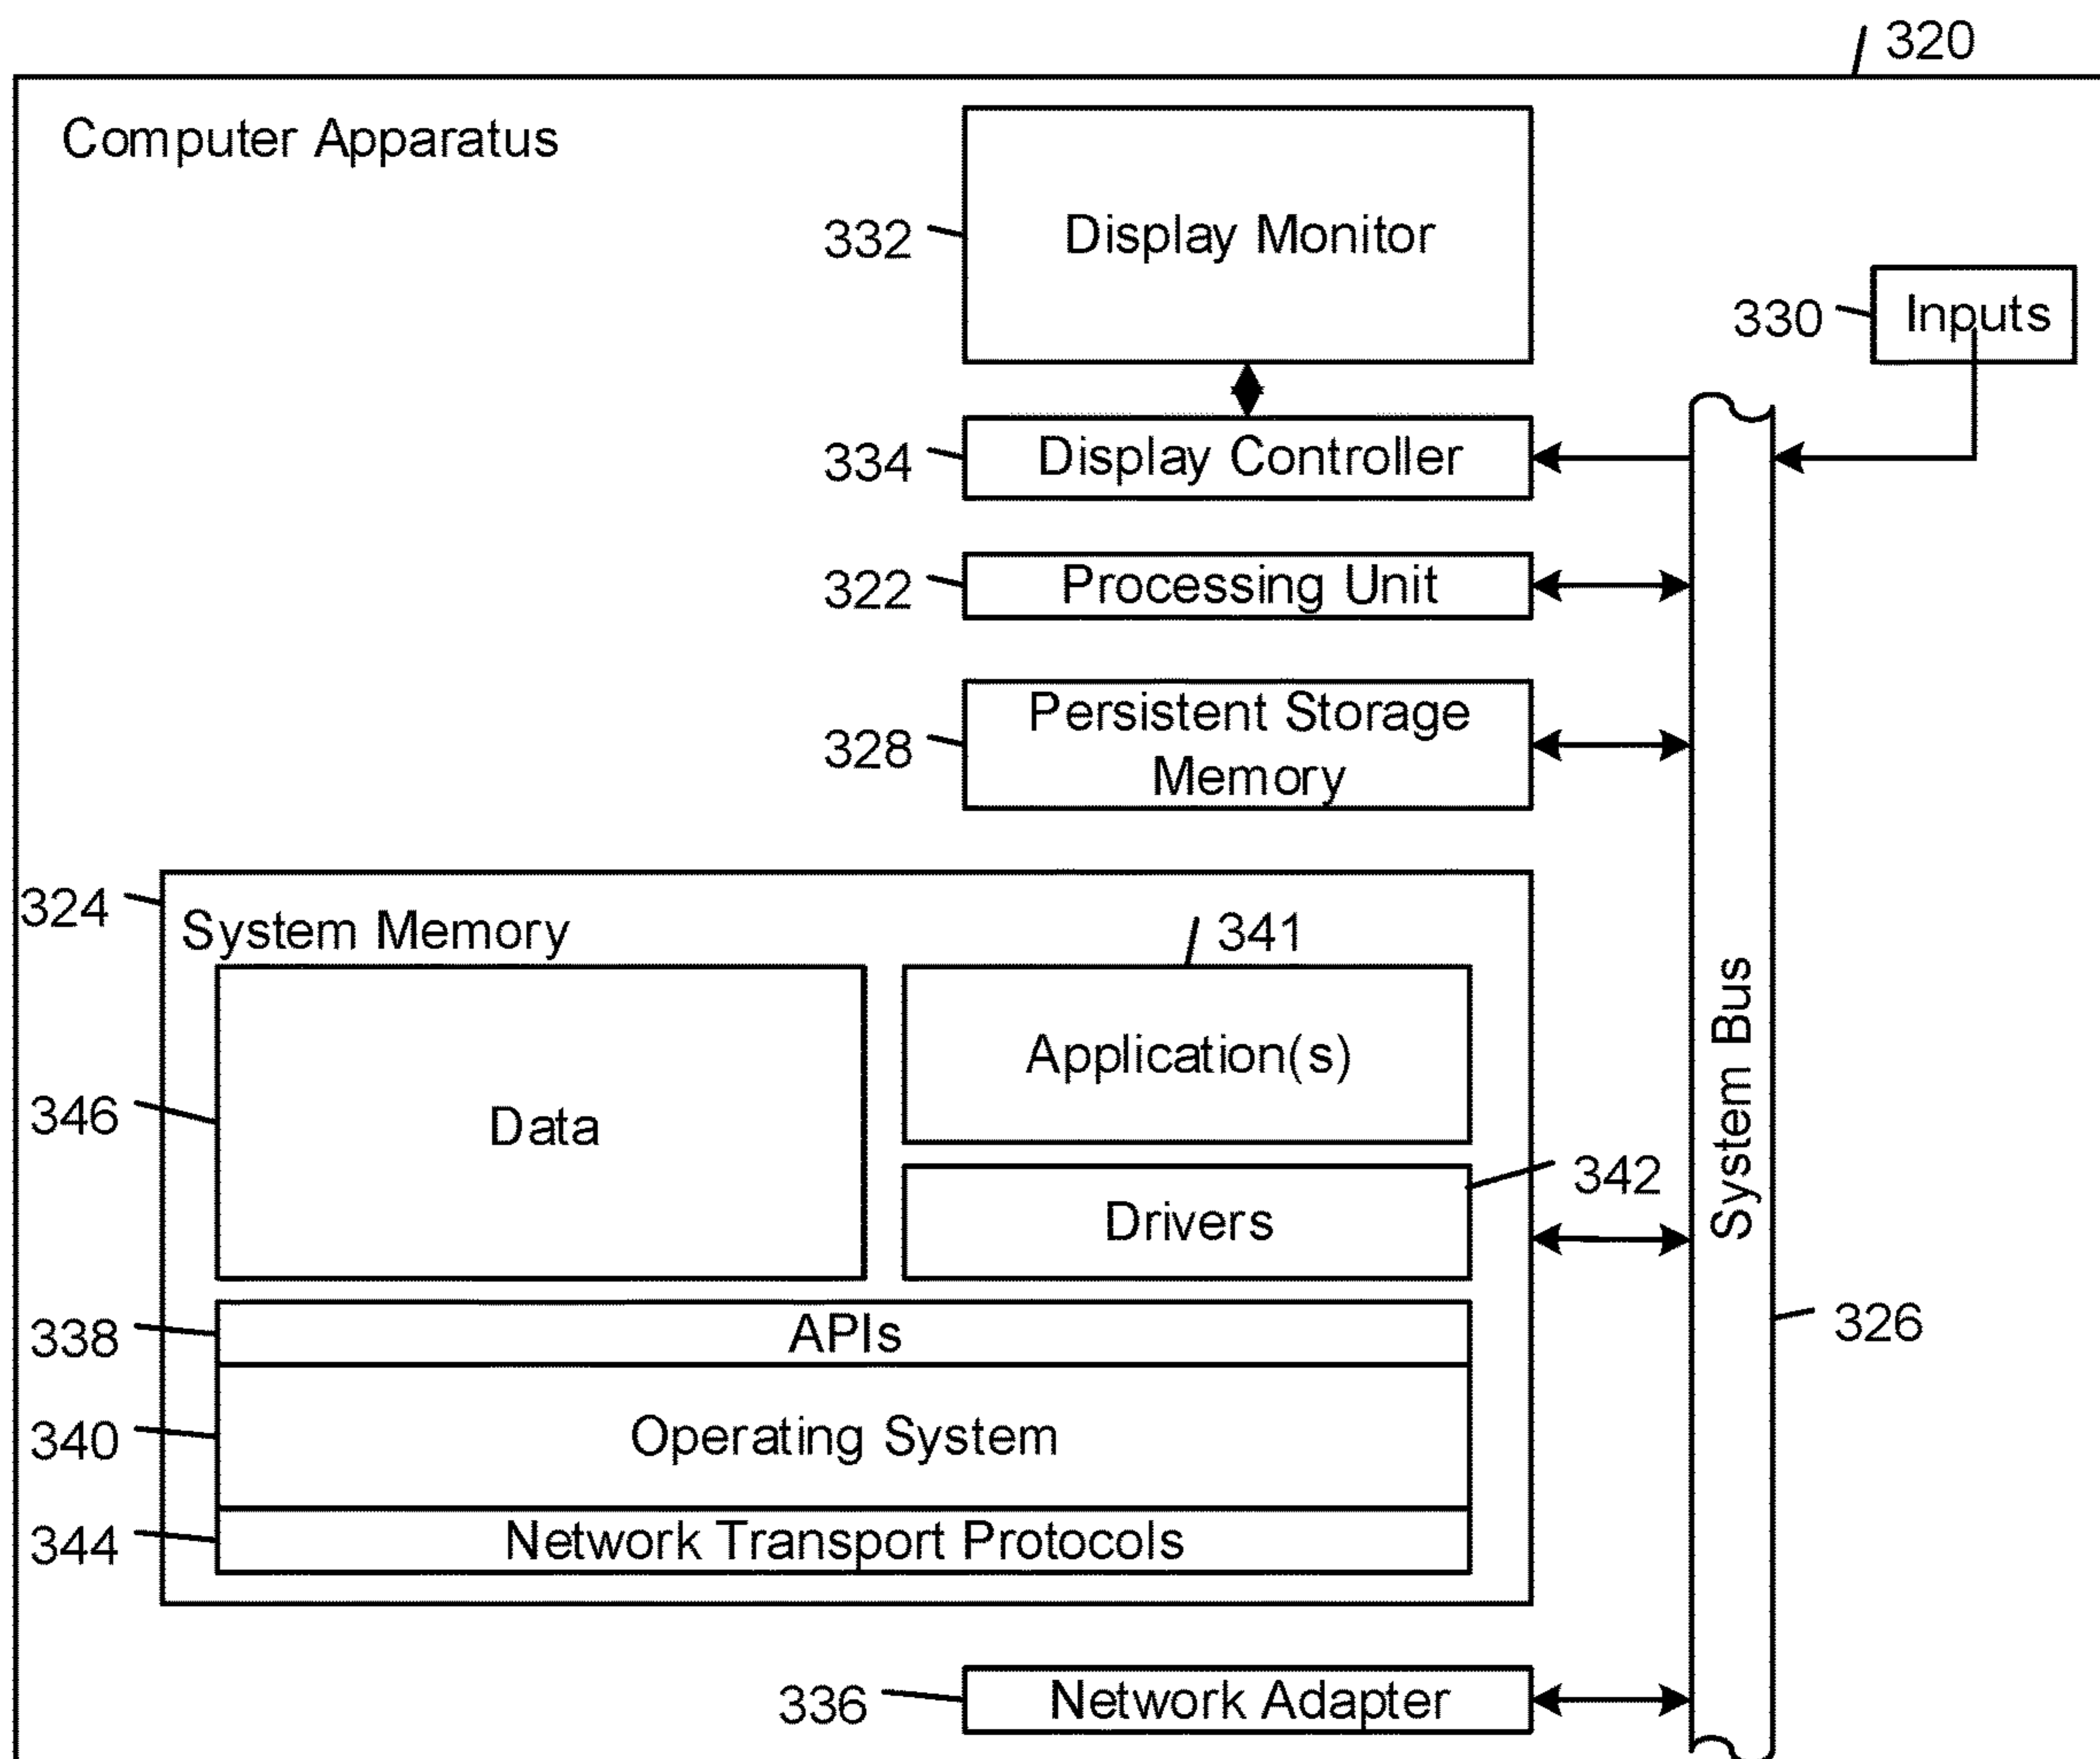 320
Computer Apparatus
332
Display Monitor
330
Inputs
334
Display Controller
322
Processing Unit
328
Persistent Storage
Memory
324
System Memory
341
Application(s)
346
Data
342
Drivers
System Bus
326
338
APIs
340
Operating System
344
Network Transport Protocols
336
Network Adapter